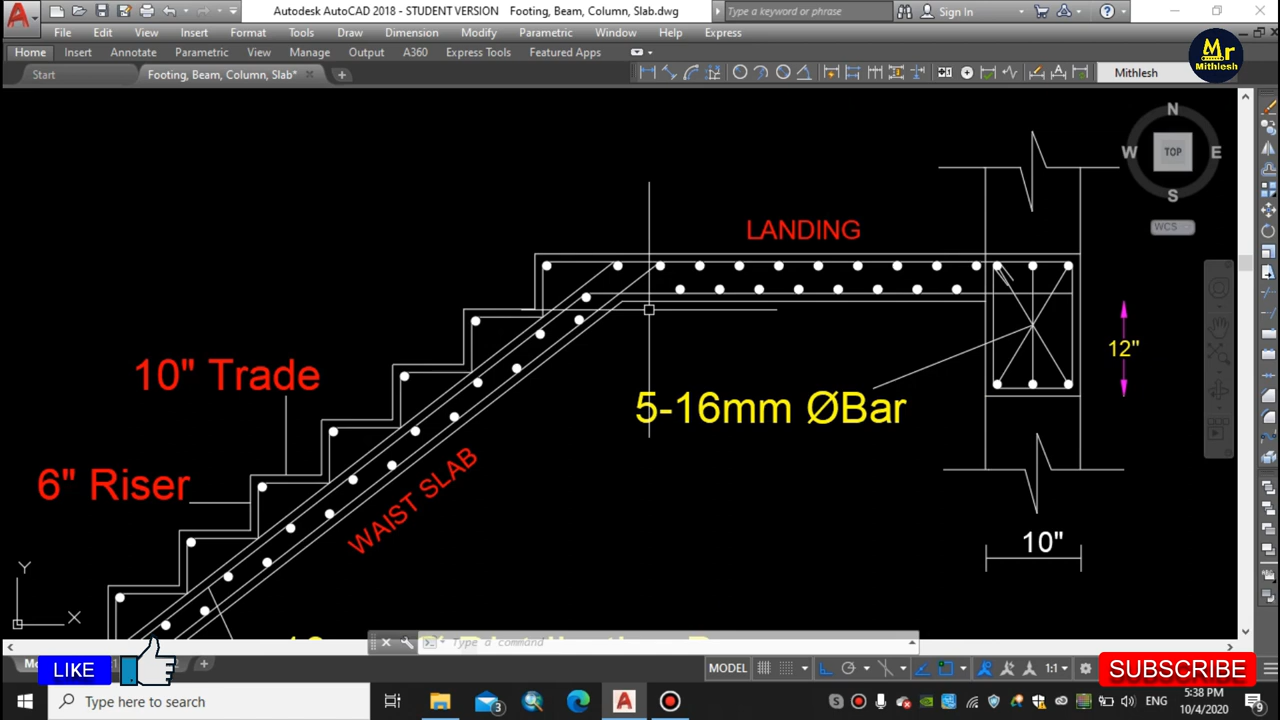 Autodesk AutoCAD 2018 - STUDENT VERSION Footing, Beam, Column, Slab.dwg
Type a keyword or phrase
Sign In
File Edit View Insert Format Tools Draw Dimension Modify Parametric Window Help Express
Home Insert Annotate Parametric View Manage Output A360 Express Tools Featured Apps
Mr
Mithlesh
Start Footing, Beam, Column, Slab*
Mithlesh
N
W TOP E
S
WCS
LANDING
12"
10" Trade
5-16mm ØBar
6" Riser
WAIST SLAB
10"
Y
X
Type a command
LIKE
MODEL
1:1
SUBSCRIBE
Type here to search
3
ENG
5:38 PM
10/4/2020
9